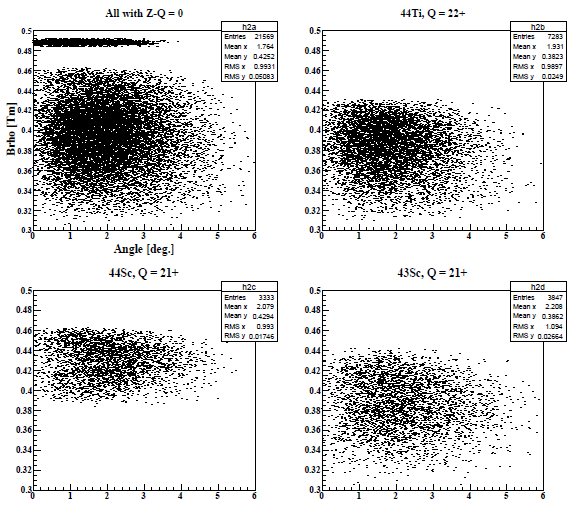 All with Z-Q = 0
h2a
Entries 21569
Mean x 1.764
Mean y 0.4252
RMS x 0.9931
RMS y 0.05083
Brho [Tm]
0.5
0.48
0.46
0.44
0.42
0.4
0.38
0.36
0.34
0.32
0.3
0 1 2 3 4 5 6
Angle [deg.]
44Ti, Q = 22+
h2b
Entries 7283
Mean x 1.931
Mean y 0.3823
RMS x 0.9897
RMS y 0.0249
0.5
0.48
0.46
0.44
0.42
0.4
0.38
0.36
0.34
0.32
0.3
0 1 2 3 4 5 6
44Sc, Q = 21+
h2c
Entries 3333
Mean x 2.079
Mean y 0.4294
RMS x 0.993
RMS y 0.01746
0.5
0.48
0.46
0.44
0.42
0.4
0.38
0.36
0.34
0.32
0.3
0 1 2 3 4 5 6
43Sc, Q = 21+
h2d
Entries 3847
Mean x 2.208
Mean y 0.3862
RMS x 1.094
RMS y 0.02664
0.5
0.48
0.46
0.44
0.42
0.4
0.38
0.36
0.34
0.32
0.3
0 1 2 3 4 5 6